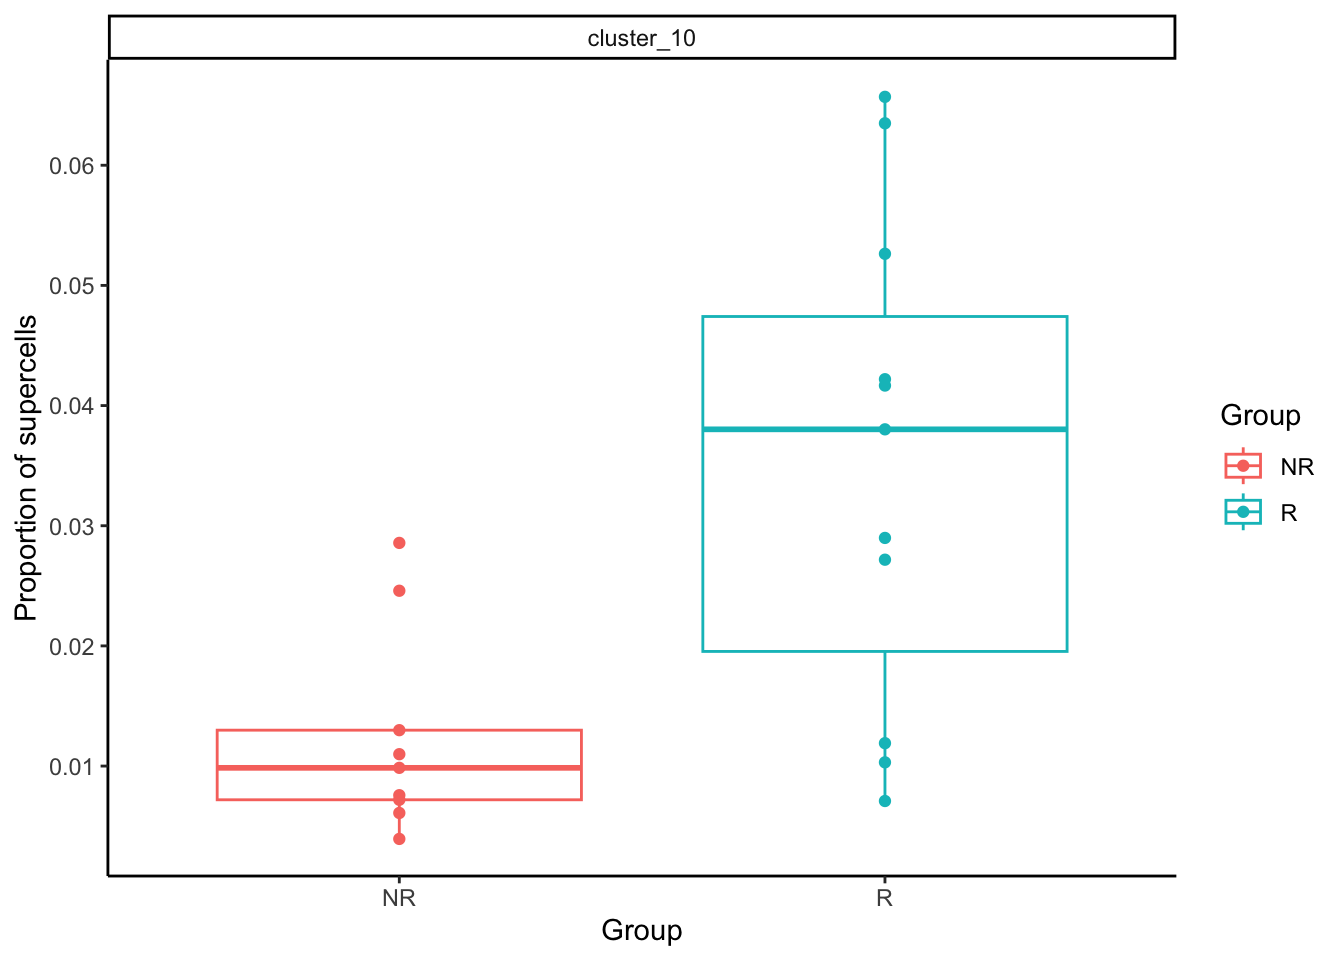 cluster_10
Proportion of supercells
0.06
0.05
0.04
0.03
0.02
0.01
NR
R
Group
Group
NR
R